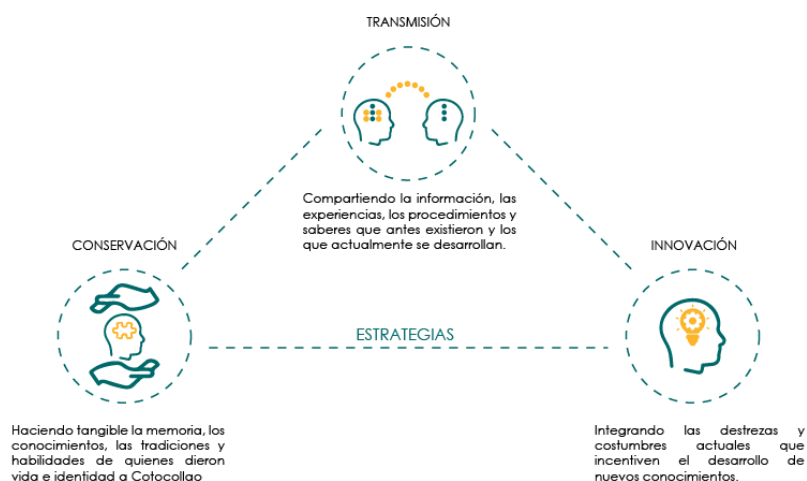 TRANSMISIÓN
Compartiendo la información, las
experiencias, los procedimientos y
saberes que antes existieron y los
que actualmente se desarrollan.
CONSERVACIÓN
INNOVACIÓN
ESTRATEGIAS
Haciendo tangible la memoria, los
conocimientos, las tradiciones y
habilidades de quienes dieron
vida e identidad a Cotocollao
Integrando las destrezas y
costumbres actuales que
incentiven el desarrollo de
nuevos conocimientos.